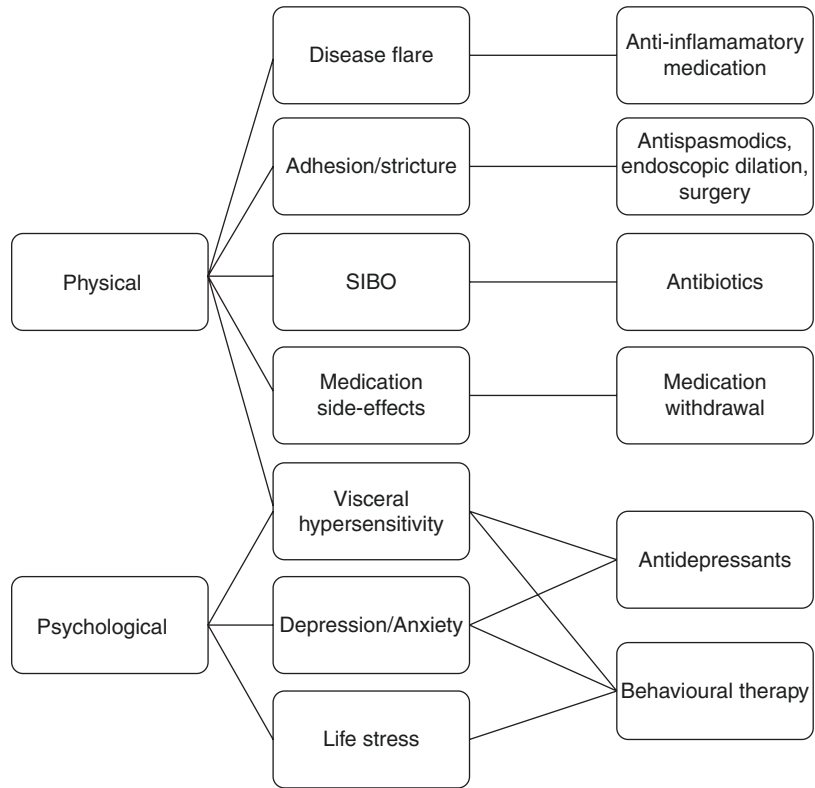 Disease flare
Anti-inflamamatory
medication
Adhesion/stricture
Antispasmodics,
endoscopic dilation,
surgery
Physical
SIBO
Antibiotics
Medication
side-effects
Medication
withdrawal
Visceral
hypersensitivity
Antidepressants
Psychological
Depression/Anxiety
Behavioural therapy
Life stress